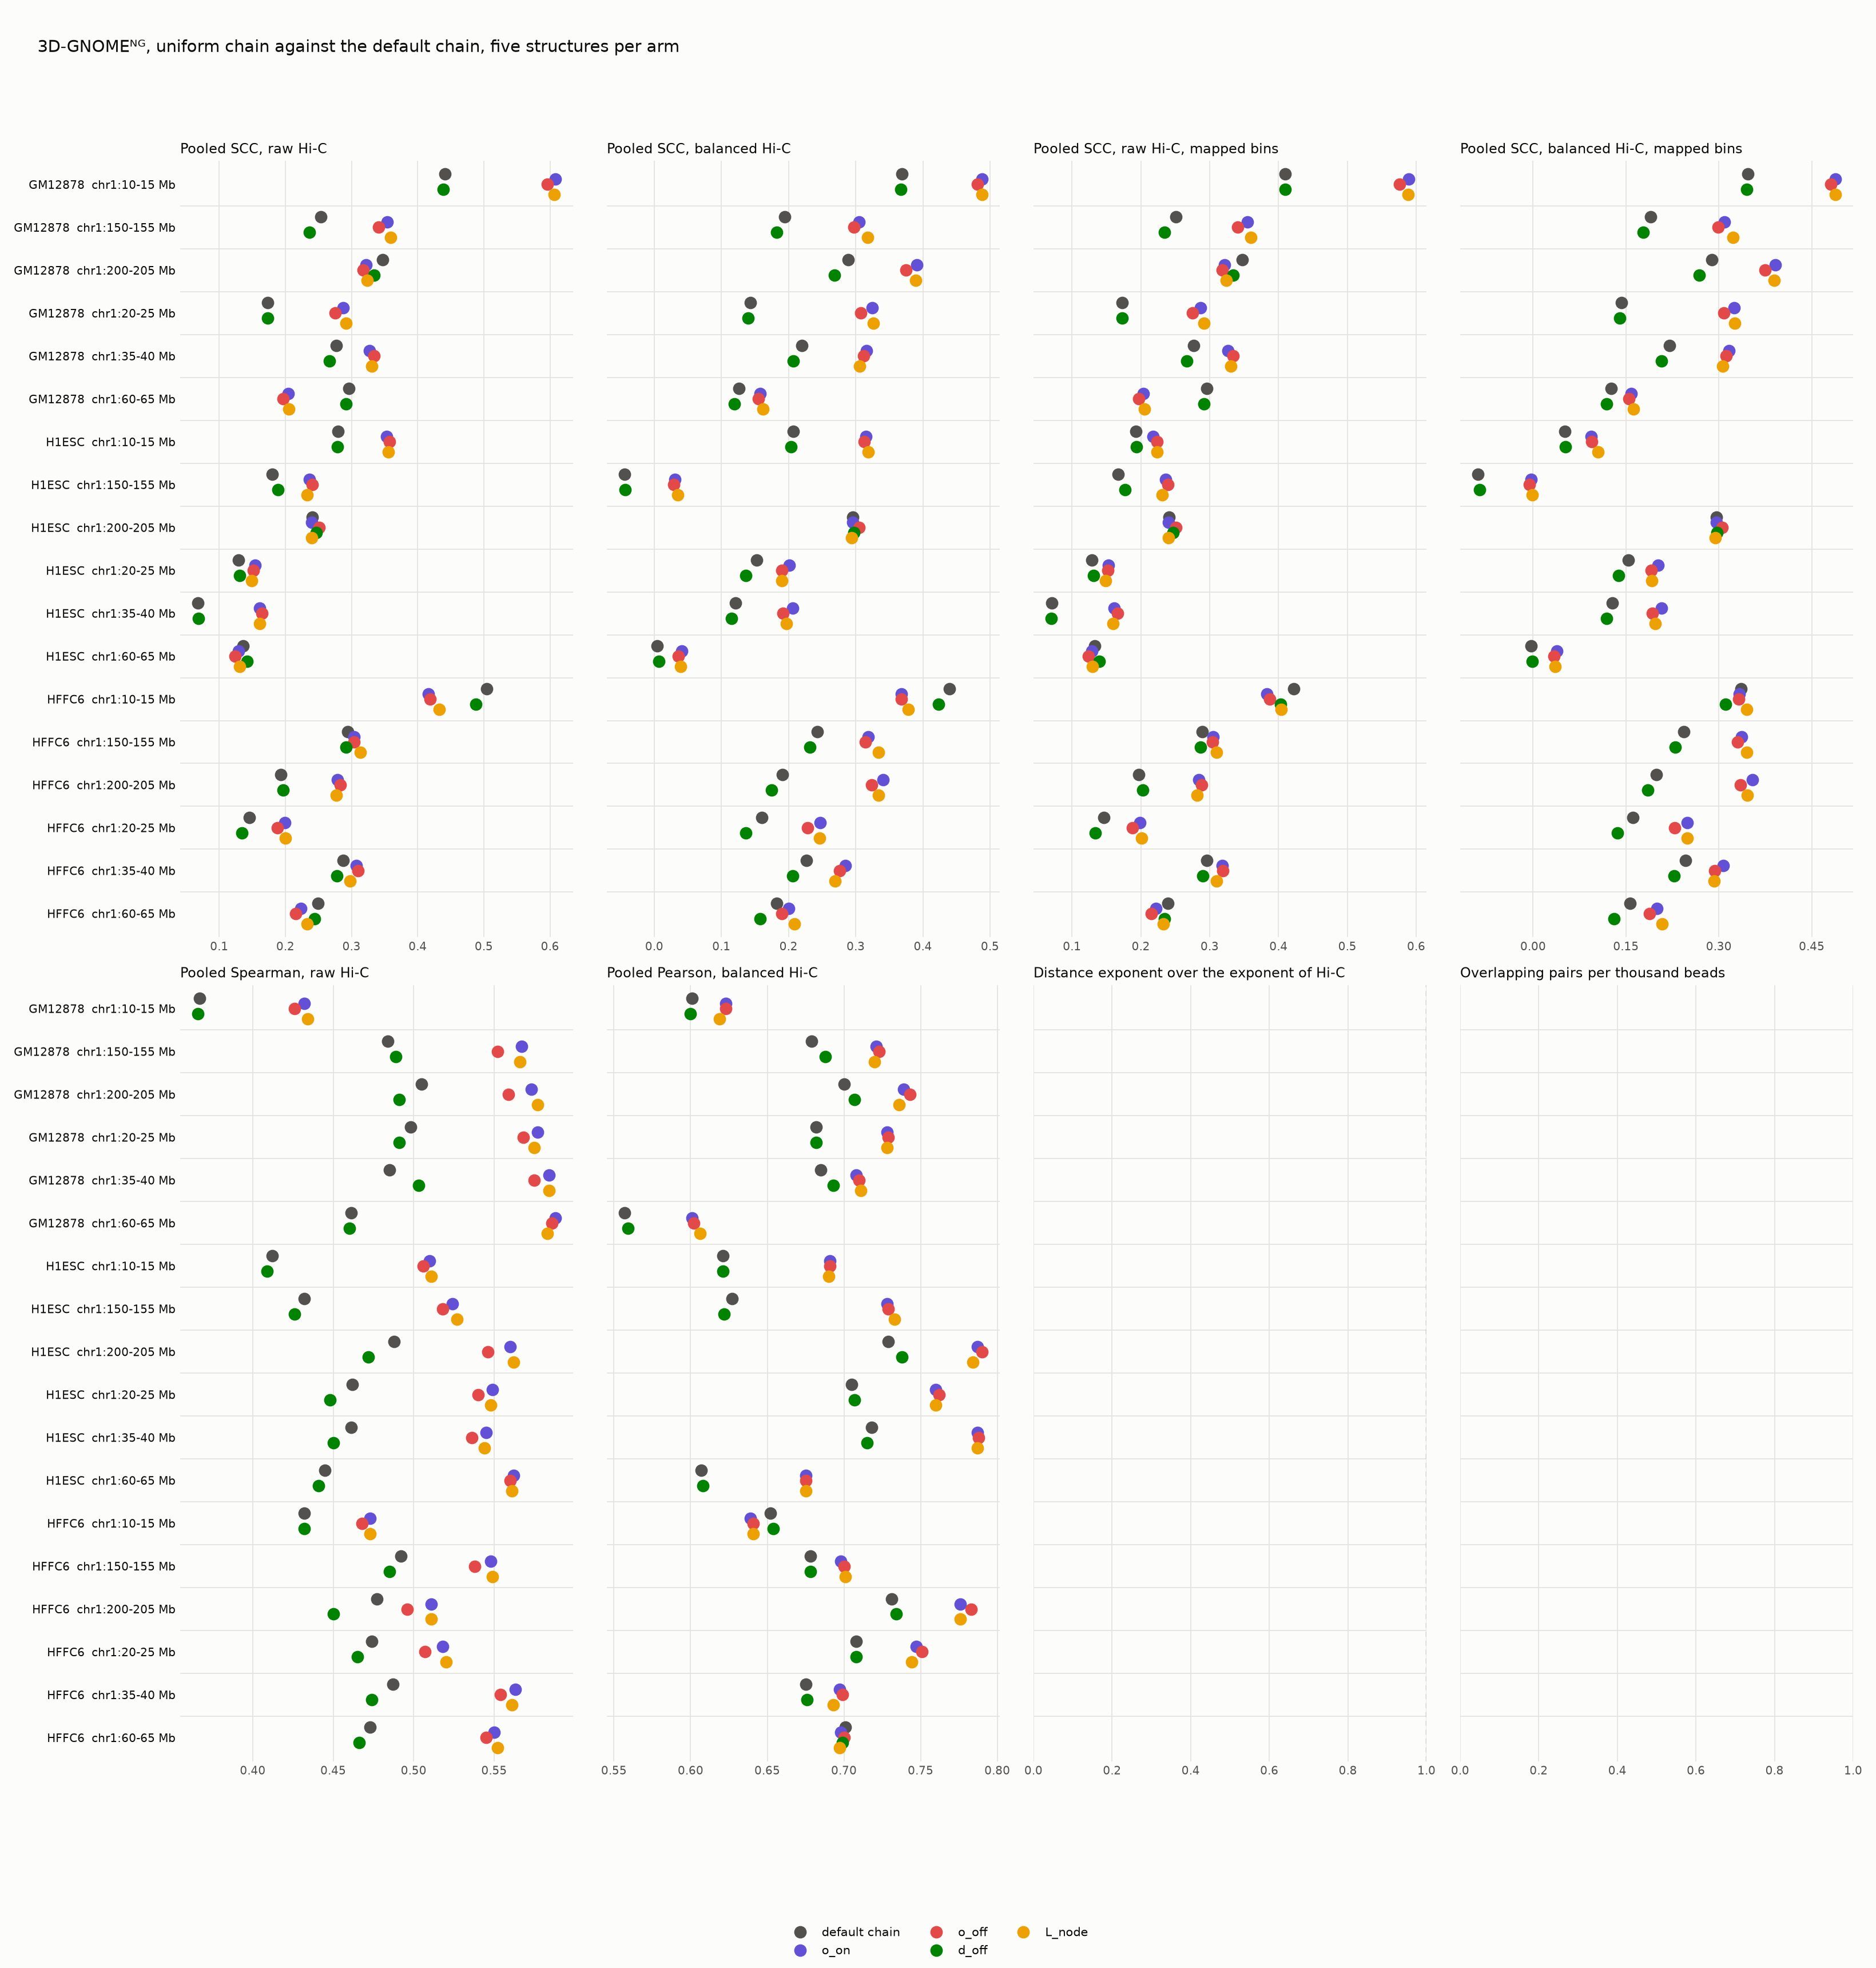 3D-GNOMEᴺᴳ, uniform chain against the default chain, five structures per arm
Pooled SCC, raw Hi-C
Pooled SCC, balanced Hi-C
Pooled SCC, raw Hi-C, mapped bins
Pooled SCC, balanced Hi-C, mapped bins
GM12878 chr1:10-15 Mb
GM12878 chr1:150-155 Mb
GM12878 chr1:200-205 Mb
GM12878 chr1:20-25 Mb
GM12878 chr1:35-40 Mb
GM12878 chr1:60-65 Mb
H1ESC chr1:10-15 Mb
H1ESC chr1:150-155 Mb
H1ESC chr1:200-205 Mb
H1ESC chr1:20-25 Mb
H1ESC chr1:35-40 Mb
H1ESC chr1:60-65 Mb
HFFC6 chr1:10-15 Mb
HFFC6 chr1:150-155 Mb
HFFC6 chr1:200-205 Mb
HFFC6 chr1:20-25 Mb
HFFC6 chr1:35-40 Mb
HFFC6 chr1:60-65 Mb
0.1 0.2 0.3 0.4 0.5 0.6
0.0 0.1 0.2 0.3 0.4 0.5
0.1 0.2 0.3 0.4 0.5 0.6
0.00 0.15 0.30 0.45
Pooled Spearman, raw Hi-C
Pooled Pearson, balanced Hi-C
Distance exponent over the exponent of Hi-C
Overlapping pairs per thousand beads
GM12878 chr1:10-15 Mb
GM12878 chr1:150-155 Mb
GM12878 chr1:200-205 Mb
GM12878 chr1:20-25 Mb
GM12878 chr1:35-40 Mb
GM12878 chr1:60-65 Mb
H1ESC chr1:10-15 Mb
H1ESC chr1:150-155 Mb
H1ESC chr1:200-205 Mb
H1ESC chr1:20-25 Mb
H1ESC chr1:35-40 Mb
H1ESC chr1:60-65 Mb
HFFC6 chr1:10-15 Mb
HFFC6 chr1:150-155 Mb
HFFC6 chr1:200-205 Mb
HFFC6 chr1:20-25 Mb
HFFC6 chr1:35-40 Mb
HFFC6 chr1:60-65 Mb
0.40 0.45 0.50 0.55
0.55 0.60 0.65 0.70 0.75 0.80
0.0 0.2 0.4 0.6 0.8 1.0
0.0 0.2 0.4 0.6 0.8 1.0
default chain
o_on
o_off
d_off
L_node